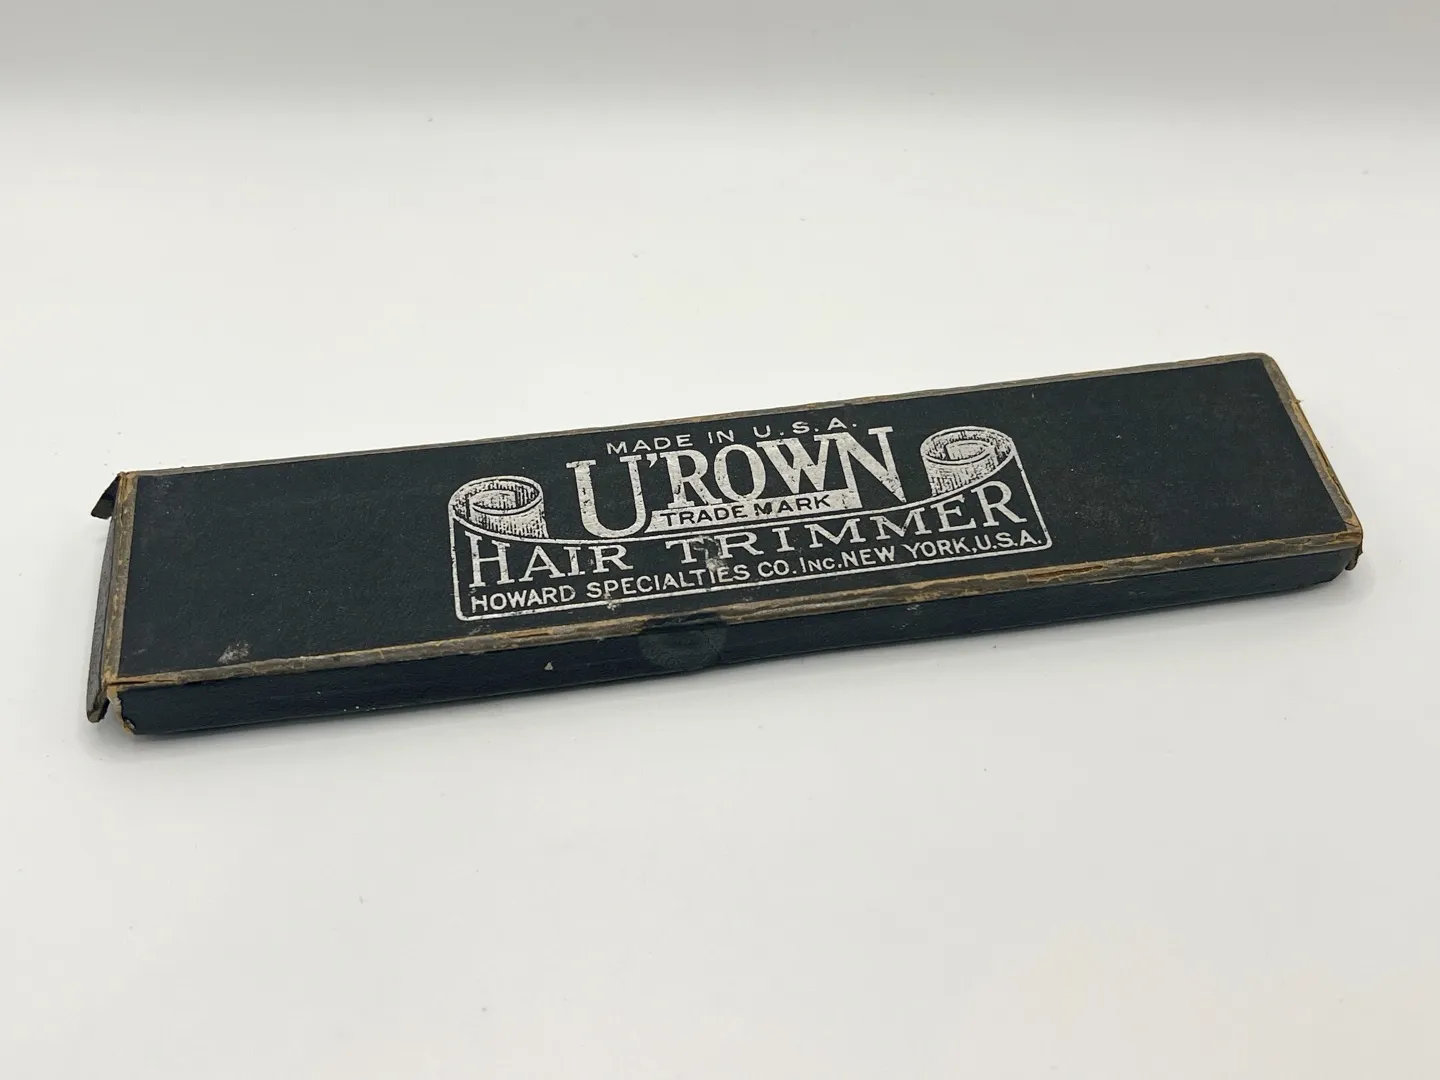 MADE IN U.S.A.
U'ROWN
TRADE MARK
HAIR TRIMMER
HOWARD SPECIALTIES CO. INC. NEW YORK, U.S.A.